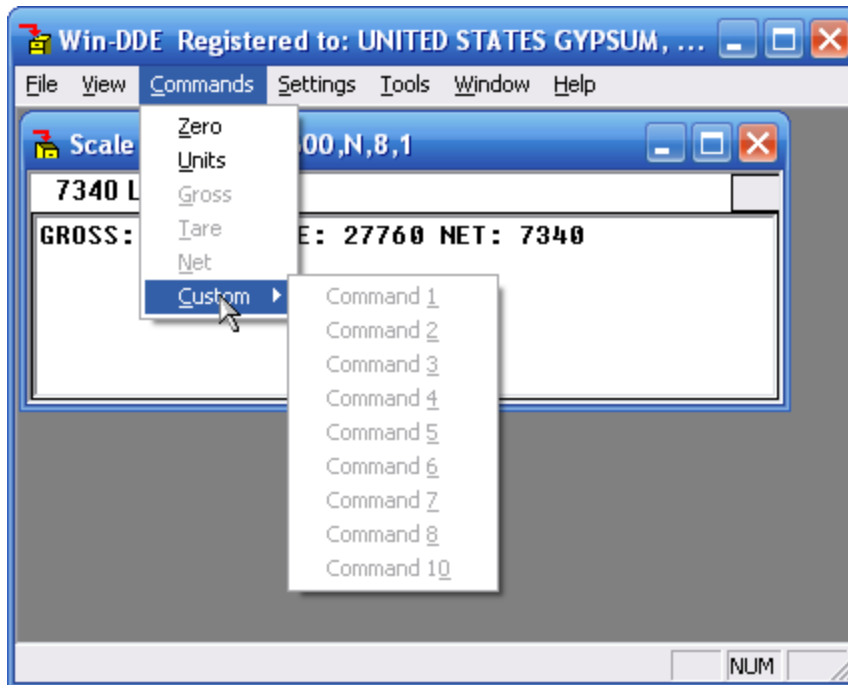 Win-DDE Registered to: UNITED STATES GYPSUM, ...
File View Commands Settings Tools Window Help
Zero
Scale 00,N,8,1
Units
7340 L
Gross
GROSS: E: 27760 NET: 7340
Tare
Net
Custom
Command 1
Command 2
Command 3
Command 4
Command 5
Command 6
Command 7
Command 8
Command 10
NUM